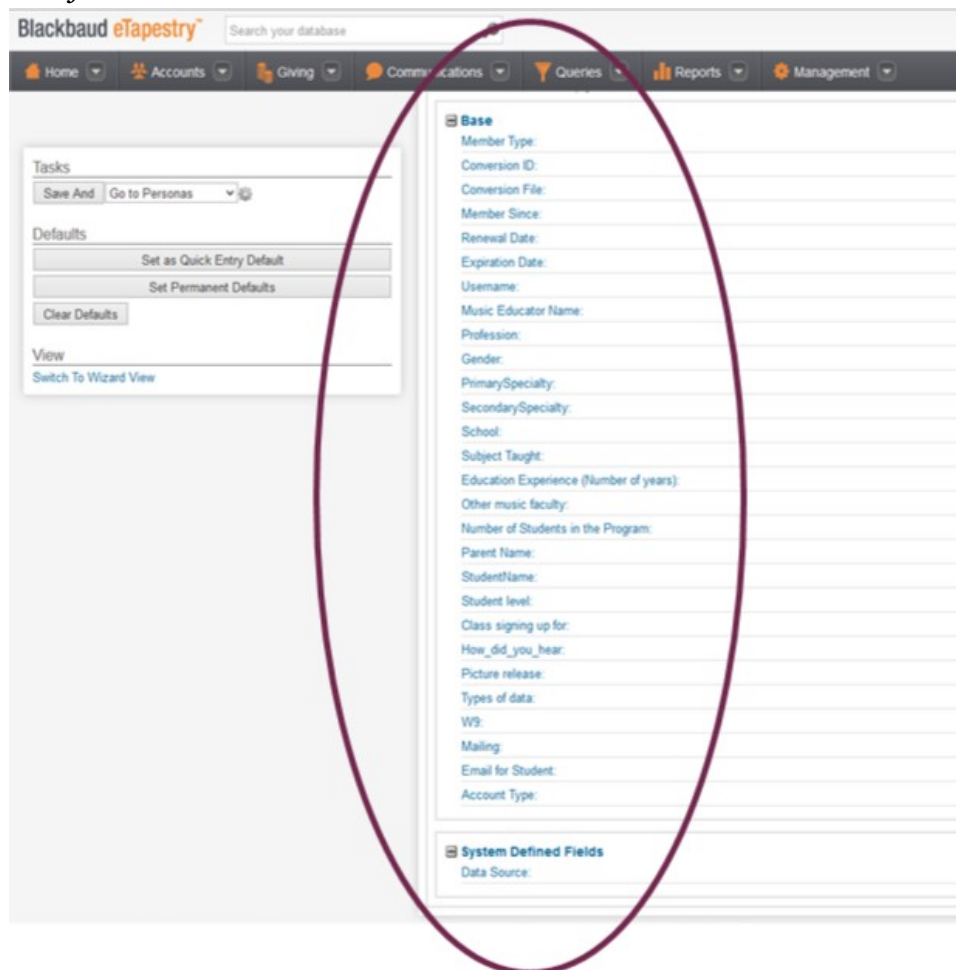 Blackbaud eTapestry™
Search your database
Home
Accounts
Giving
Communications
Queries
Reports
Management
Tasks
Save And Go to Personas
Defaults
Set as Quick Entry Default
Set Permanent Defaults
Clear Defaults
View
Switch To Wizard View
Base
Member Type:
Conversion ID:
Conversion File:
Member Since:
Renewal Date:
Expiration Date:
Username:
Music Educator Name:
Profession:
Gender:
PrimarySpecialty:
SecondarySpecialty:
School:
Subject Taught:
Education Experience (Number of years):
Other music faculty:
Number of Students in the Program:
Parent Name:
StudentName:
Student level:
Class signing up for:
How_did_you_hear:
Picture release:
Types of data:
W9:
Mailing:
Email for Student:
Account Type:
System Defined Fields
Data Source: